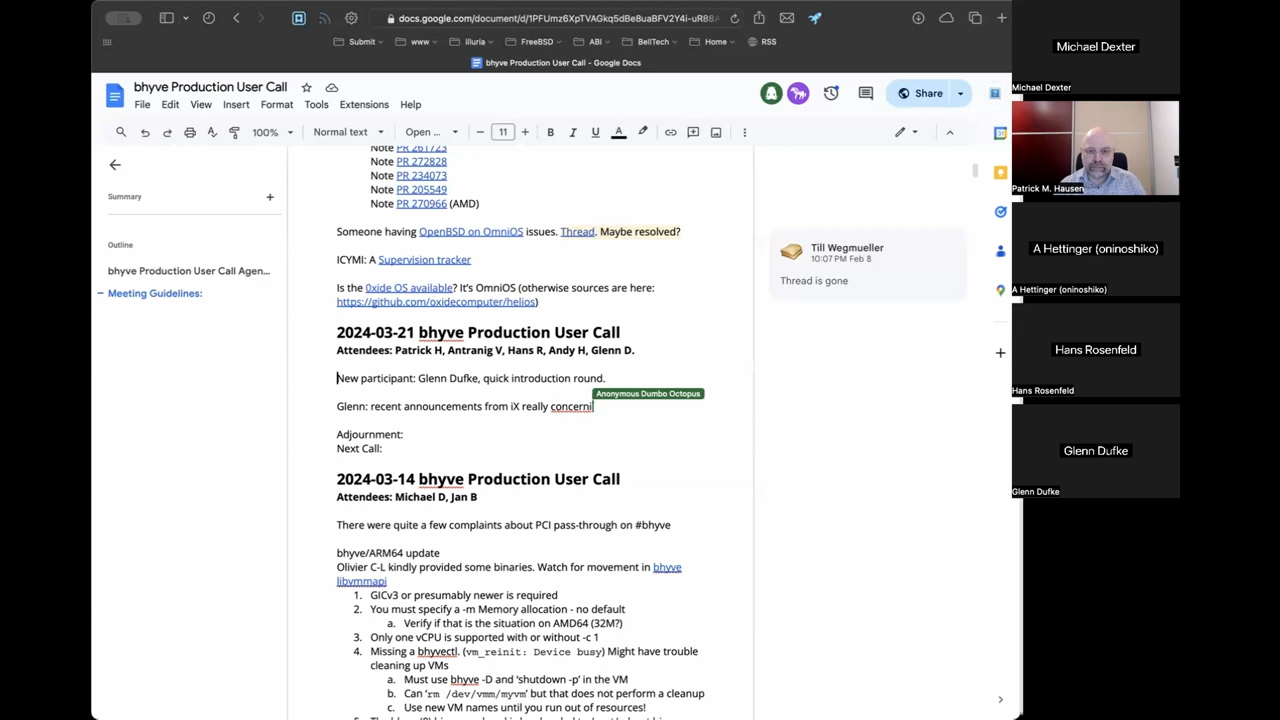 docs.google.com/document/d/1PFUmz6XpTVAGkq5dBe8uaBFV2Y4i-uR88
Submit
www
illuria
FreeBSD
ABI
BellTech
Home
RSS
bhyve Production User Call - Google Docs
bhyve Production User Call
File Edit View Insert Format Tools Extensions Help
Share
100%
Normal text
Open ...
11
Summary
Outline
bhyve Production User Call Agen...
Meeting Guidelines:
Note PR 261723
Note PR 272828
Note PR 234073
Note PR 205549
Note PR 270966 (AMD)
Someone having OpenBSD on OmniOS issues. Thread. Maybe resolved?
ICYMI: A Supervision tracker
Is the 0xide OS available? It's OmniOS (otherwise sources are here:
https://github.com/oxidecomputer/helios)
2024-03-21 bhyve Production User Call
Attendees: Patrick H, Antranig V, Hans R, Andy H, Glenn D.
New participant: Glenn Dufke, quick introduction round.
Anonymous Dumbo Octopus
Glenn: recent announcements from iX really concerni
Adjournment:
Next Call:
2024-03-14 bhyve Production User Call
Attendees: Michael D, Jan B
There were quite a few complaints about PCI pass-through on #bhyve
bhyve/ARM64 update
Olivier C-L kindly provided some binaries. Watch for movement in bhyve
libvmmapi
1. GICv3 or presumably newer is required
2. You must specify a -m Memory allocation - no default
a. Verify if that is the situation on AMD64 (32M?)
3. Only one vCPU is supported with or without -c 1
4. Missing a bhyvectl. (vm_reinit: Device busy) Might have trouble
cleaning up VMs
a. Must use bhyve -D and 'shutdown -p' in the VM
b. Can 'rm /dev/vmm/myvm' but that does not perform a cleanup
c. Use new VM names until you run out of resources!
Till Wegmueller
10:07 PM Feb 8
Thread is gone
Michael Dexter
Michael Dexter
Patrick M. Hausen
A Hettinger (oninoshiko)
A Hettinger (oninoshiko)
Hans Rosenfeld
Hans Rosenfeld
Glenn Dufke
Glenn Dufke